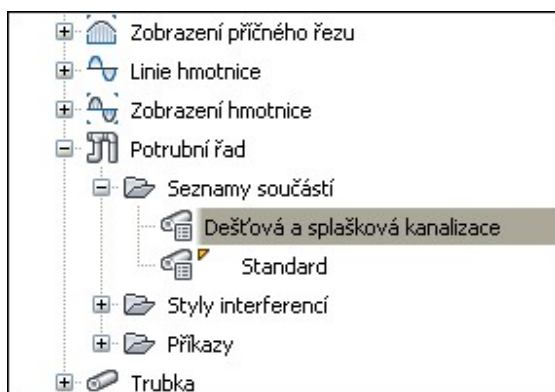 Zobrazení příčného řezu
Linie hmotnice
Zobrazení hmotnice
Potrubní řad
Seznamy součástí
Dešťová a splašková kanalizace
Standard
Styly interferencí
Příkazy
Trubka